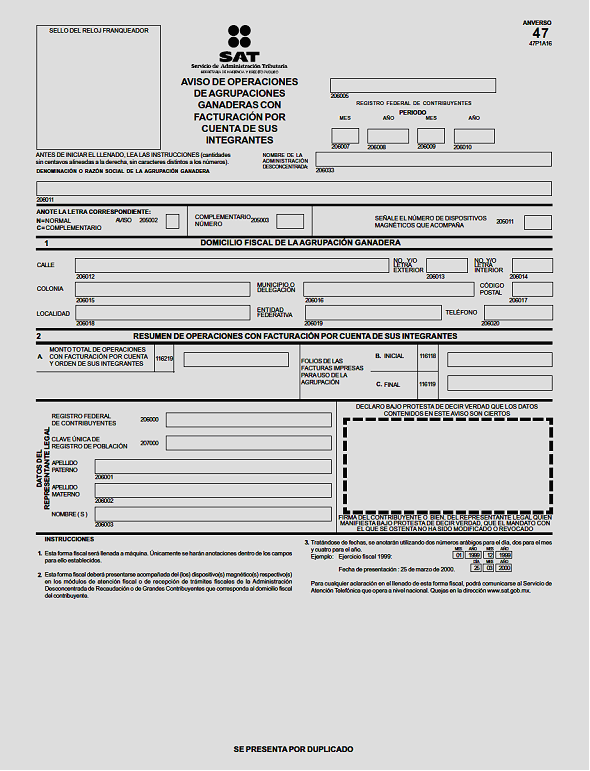 SELLO DEL RELOJ FRANQUEADOR
ANVERSO
47
47P1A16
SAT
Servicio de Administración Tributaria
SECRETARIA DE HACIENDA Y CREDITO PUBLICO
AVISO DE OPERACIONES
DE AGRUPACIONES
GANADERAS CON
FACTURACIÓN POR
CUENTA DE SUS
INTEGRANTES
206005
REGISTRO FEDERAL DE CONTRIBUYENTES
PERIODO
MES AÑO MES AÑO
206007 206008 206009 206010
ANTES DE INICIAR EL LLENADO, LEA LAS INSTRUCCIONES (cantidades
sin centavos alineadas a la derecha, sin caracteres distintos a los números).
NOMBRE DE LA
ADMINISTRACIÓN
DESCONCENTRADA:
206033
DENOMINACIÓN O RAZÓN SOCIAL DE LA AGRUPACIÓN GANADERA
206011
ANOTE LA LETRA CORRESPONDIENTE:
N=NORMAL AVISO 205002
C=COMPLEMENTARIO
COMPLEMENTARIO 205003
NÚMERO
SEÑALE EL NÚMERO DE DISPOSITIVOS 205011
MAGNÉTICOS QUE ACOMPAÑA
1 DOMICILIO FISCAL DE LA AGRUPACIÓN GANADERA
CALLE
206012
NO. Y/O
LETRA
EXTERIOR
206013
NO. Y/O
LETRA
INTERIOR
206014
COLONIA
206015
MUNICIPIO O
DELEGACIÓN
206016
CÓDIGO
POSTAL
206017
LOCALIDAD
206018
ENTIDAD
FEDERATIVA
206019
TELÉFONO
206020
2 RESUMEN DE OPERACIONES CON FACTURACIÓN POR CUENTA DE SUS INTEGRANTES
A. MONTO TOTAL DE OPERACIONES
CON FACTURACIÓN POR CUENTA
Y ORDEN DE SUS INTEGRANTES
116219
FOLIOS DE LAS
FACTURAS IMPRESAS
PARA USO DE LA
AGRUPACIÓN
B. INICIAL 116118
C. FINAL 116119
DATOS DEL
REPRESENTANTE LEGAL
REGISTRO FEDERAL 206000
DE CONTRIBUYENTES
CLAVE ÚNICA DE 207000
REGISTRO DE POBLACIÓN
APELLIDO
PATERNO
206001
APELLIDO
MATERNO
206002
NOMBRE ( S )
206003
DECLARO BAJO PROTESTA DE DECIR VERDAD QUE LOS DATOS
CONTENIDOS EN ESTE AVISO SON CIERTOS
FIRMA DEL CONTRIBUYENTE O BIEN, DEL REPRESENTANTE LEGAL QUIEN
MANIFIESTA BAJO PROTESTA DE DECIR VERDAD, QUE EL MANDATO CON
EL QUE SE OSTENTA NO HA SIDO MODIFICADO O REVOCADO
INSTRUCCIONES
1. Esta forma fiscal será llenada a máquina. Únicamente se harán anotaciones dentro de los campos
para ello establecidos.
2. Esta forma fiscal deberá presentarse acompañada del (los) dispositivo(s) magnético(s) respectivo(s)
en los módulos de atención fiscal o de recepción de trámites fiscales de la Administración
Desconcentrada de Recaudación o de Grandes Contribuyentes que corresponda al domicilio fiscal
del contribuyente.
3. Tratándose de fechas, se anotarán utilizando dos números arábigos para el día, dos para el mes
y cuatro para el año.
Ejemplo: Ejercicio fiscal 1999:
MES AÑO MES AÑO
01 1999 12 1999
DÍA MES AÑO
Fecha de presentación : 25 de marzo de 2000. 25 03 2000
Para cualquier aclaración en el llenado de esta forma fiscal, podrá comunicarse al Servicio de
Atención Telefónica que opera a nivel nacional. Quejas en la dirección www.sat.gob.mx.
SE PRESENTA POR DUPLICADO